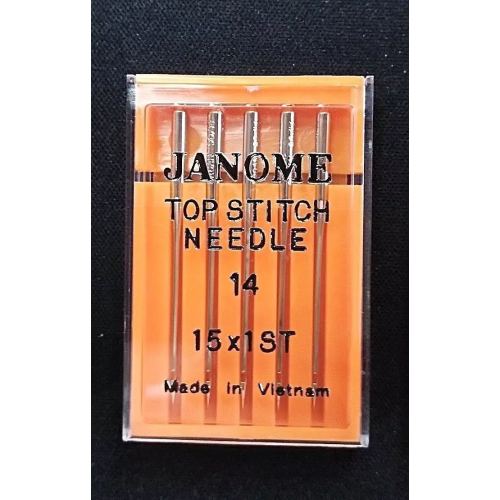 JANOME
TOP STITCH
NEEDLE
14
15x1ST
Made in Vietnam